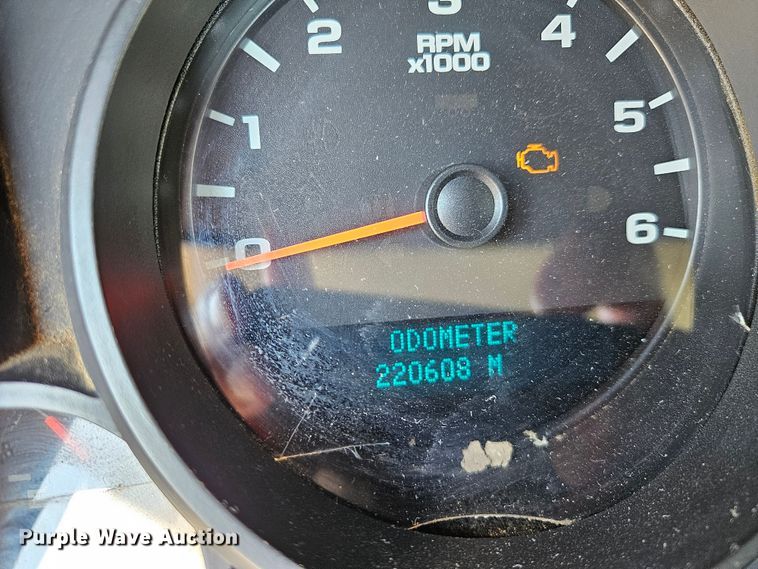 3
2
4
RPM
x1000
1
5
0
6
ODOMETER
220608 M
Purple Wave Auction®